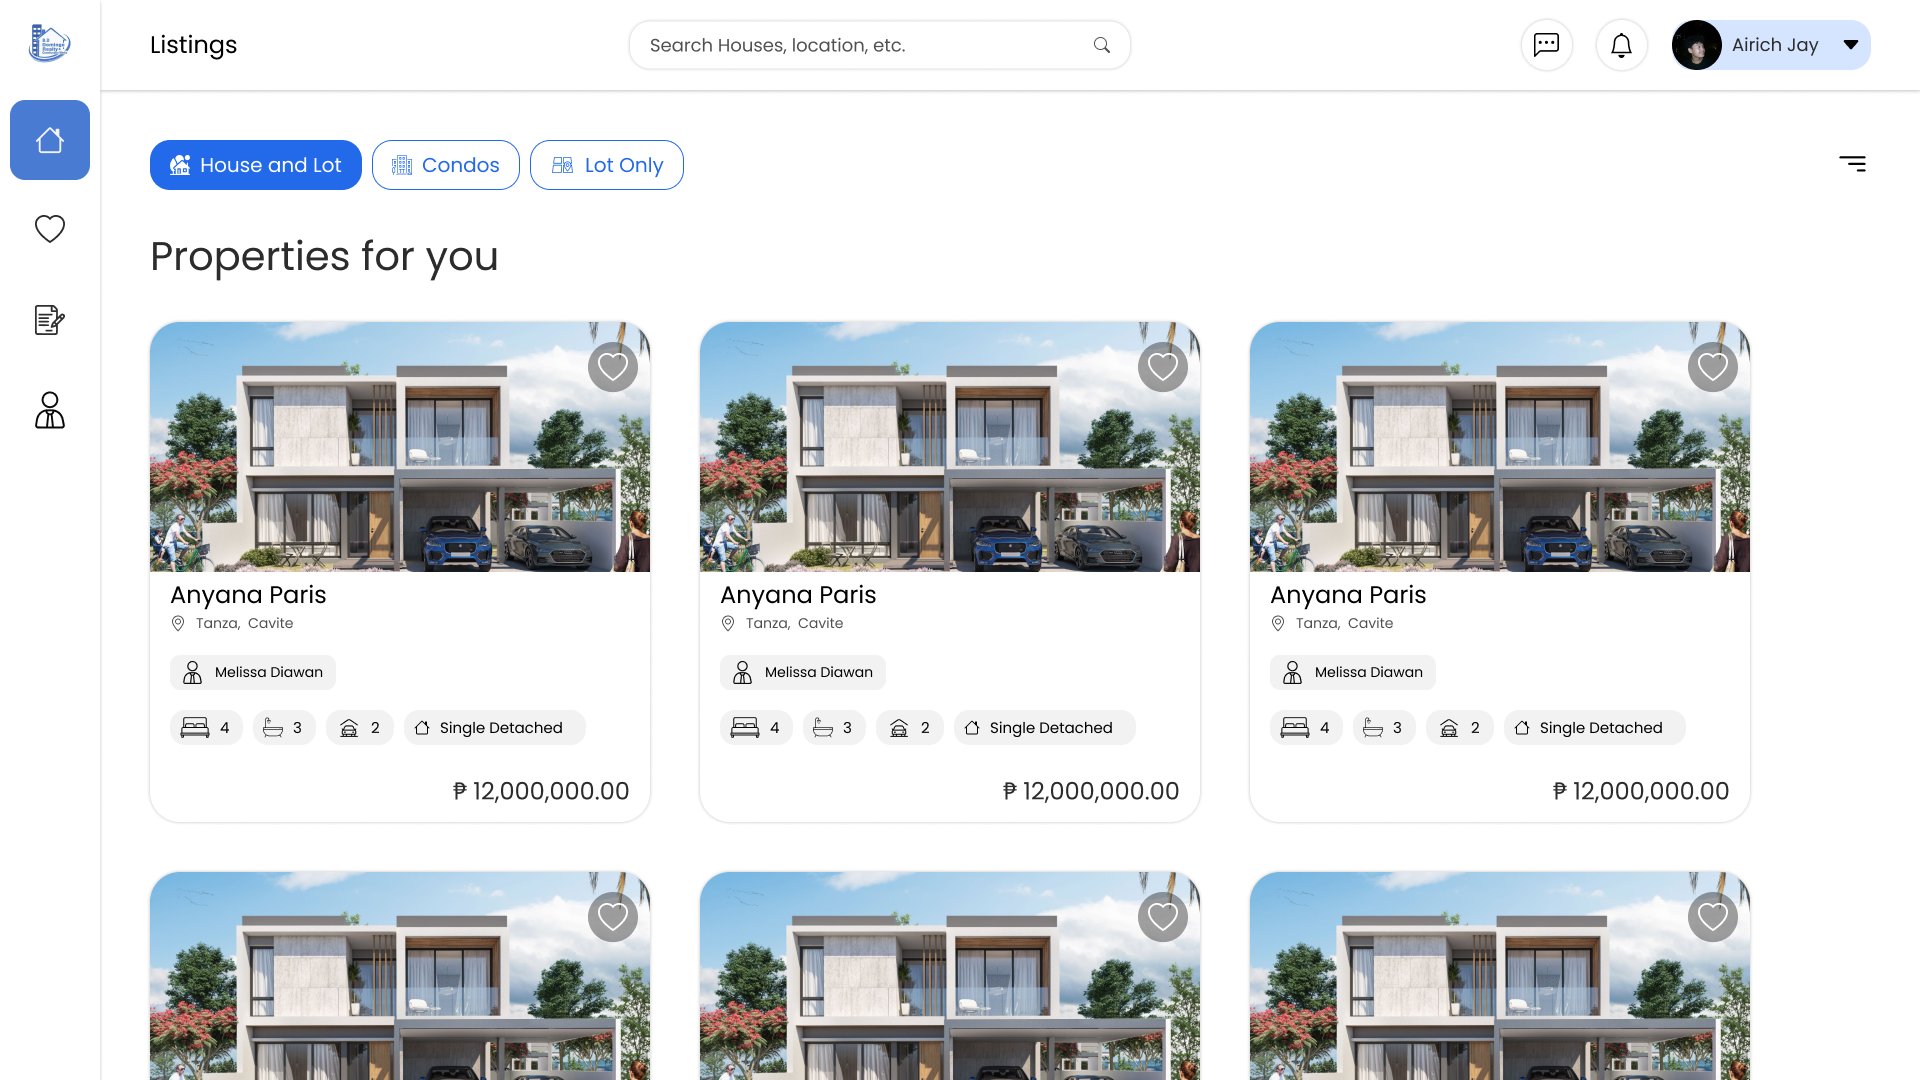 Listings
Search Houses, location, etc.
Airich Jay
House and Lot
Condos
Lot Only
Properties for you
Anyana Paris
Tanza, Cavite
Melissa Diawan
4 3 2 Single Detached
₱ 12,000,000.00
Anyana Paris
Tanza, Cavite
Melissa Diawan
4 3 2 Single Detached
₱ 12,000,000.00
Anyana Paris
Tanza, Cavite
Melissa Diawan
4 3 2 Single Detached
₱ 12,000,000.00